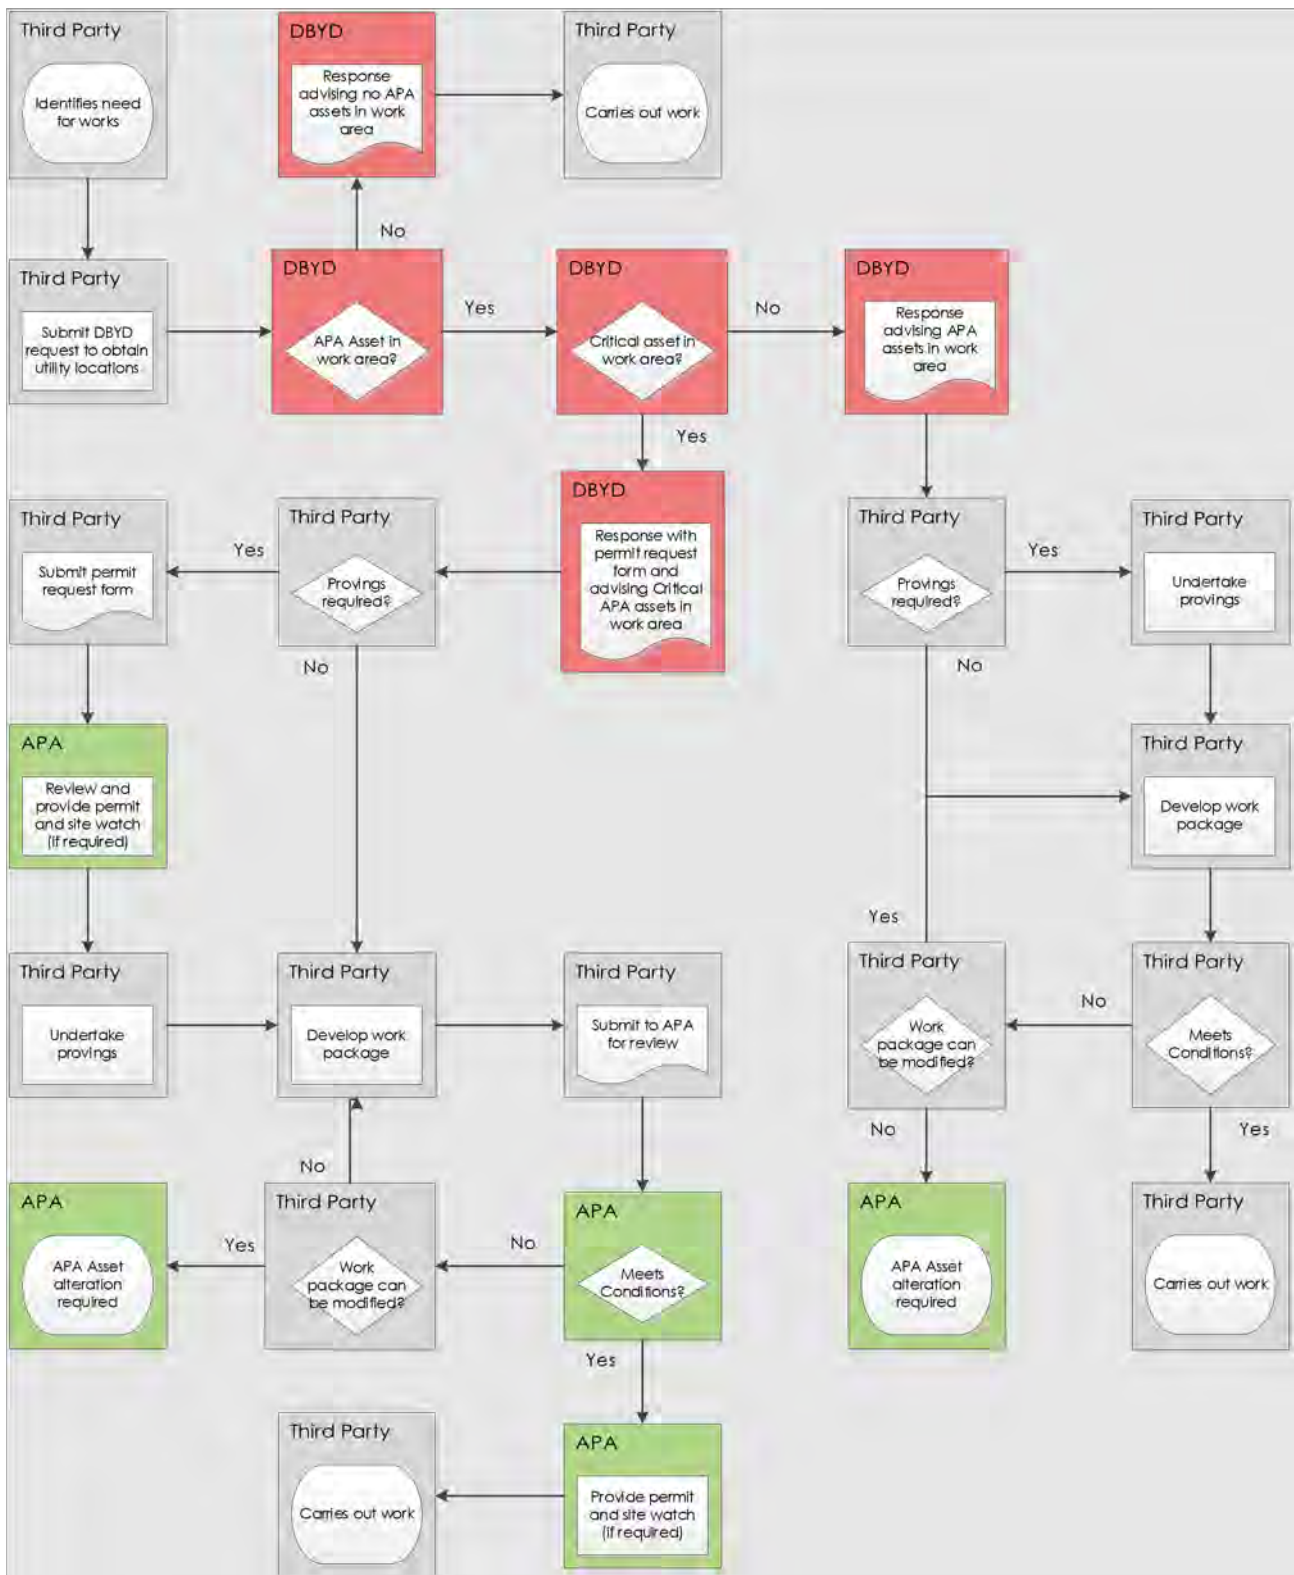 Third Party
Identifies need
for works
DBYD
Response
advising no APA
assets in work
area
Third Party
Carries out work
No
Third Party
Submit DBYD
request to obtain
utility locations
DBYD
APA Asset in
work area?
Yes
DBYD
Critical asset in
work area?
No
DBYD
Response
advising APA
assets in work
area
Yes
Third Party
Submit permit
request form
Yes
Third Party
Provings
required?
DBYD
Response with
permit request
form and
advising Critical
APA assets in
work area
Third Party
Provings
required?
Yes
Third Party
Undertake
provings
No
No
APA
Review and
provide permit
and site watch
(if required)
Third Party
Develop work
package
Yes
Third Party
Undertake
provings
Third Party
Develop work
package
Third Party
Submit to APA
for review
Third Party
Work
package can
be modified?
No
Third Party
Meets
Conditions?
No
No
Yes
APA
APA Asset
alteration
required
Yes
Third Party
Work
package can
be modified?
No
APA
Meets
Conditions?
APA
APA Asset
alteration
required
Third Party
Carries out work
Yes
Third Party
Carries out work
APA
Provide permit
and site watch
(if required)